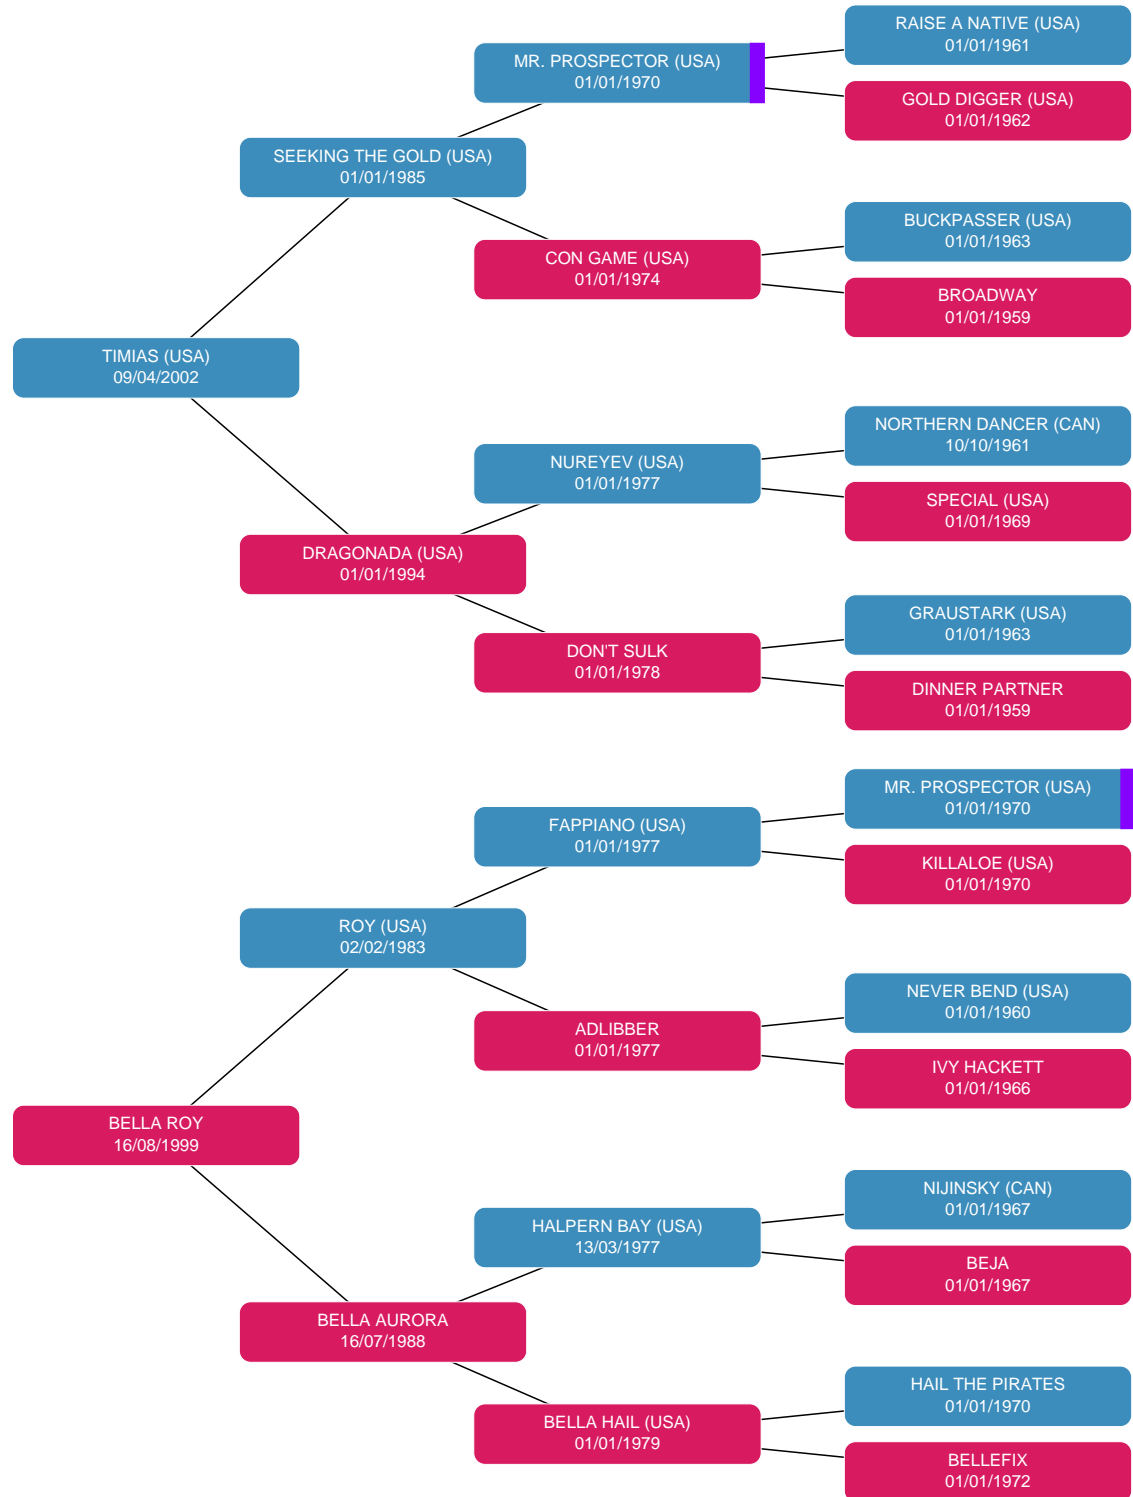 RAISE A NATIVE (USA)
01/01/1961
MR. PROSPECTOR (USA)
01/01/1970
GOLD DIGGER (USA)
01/01/1962
SEEKING THE GOLD (USA)
01/01/1985
BUCKPASSER (USA)
01/01/1963
CON GAME (USA)
01/01/1974
BROADWAY
01/01/1959
TIMIAS (USA)
09/04/2002
NORTHERN DANCER (CAN)
10/10/1961
NUREYEV (USA)
01/01/1977
SPECIAL (USA)
01/01/1969
DRAGONADA (USA)
01/01/1994
GRAUSTARK (USA)
01/01/1963
DON'T SULK
01/01/1978
DINNER PARTNER
01/01/1959
MR. PROSPECTOR (USA)
01/01/1970
FAPPIANO (USA)
01/01/1977
KILLALOE (USA)
01/01/1970
ROY (USA)
02/02/1983
NEVER BEND (USA)
01/01/1960
ADLIBBER
01/01/1977
IVY HACKETT
01/01/1966
BELLA ROY
16/08/1999
NIJINSKY (CAN)
01/01/1967
HALPERN BAY (USA)
13/03/1977
BEJA
01/01/1967
BELLA AURORA
16/07/1988
HAIL THE PIRATES
01/01/1970
BELLA HAIL (USA)
01/01/1979
BELLEFIX
01/01/1972